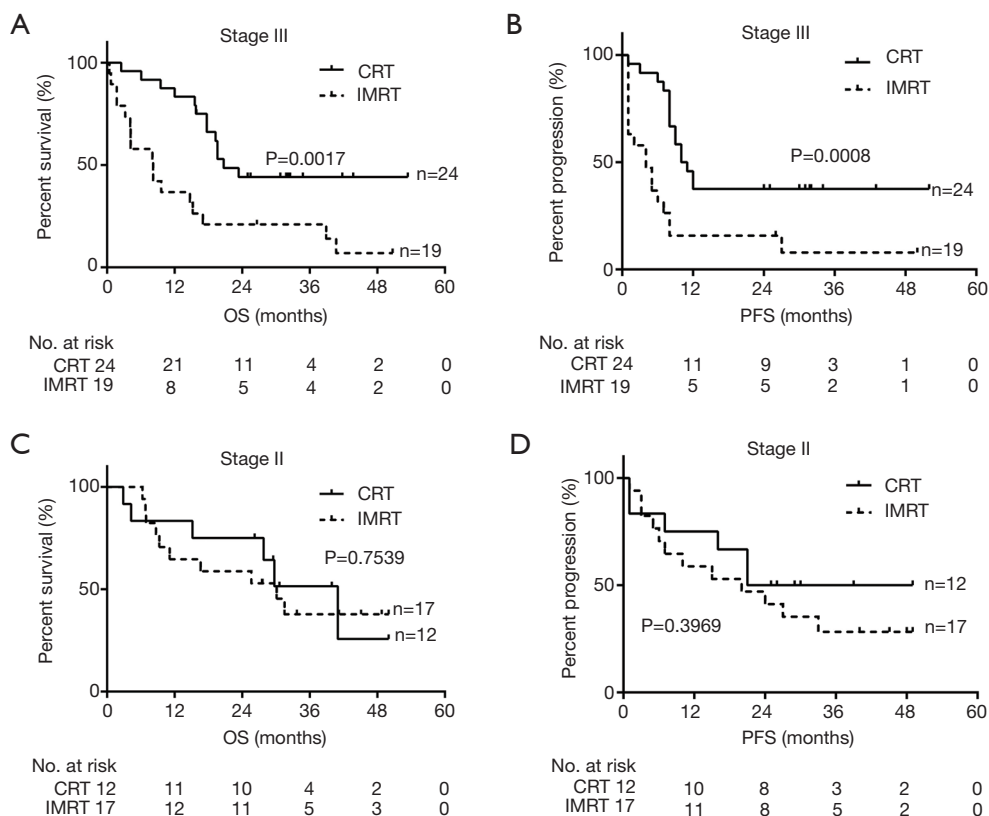 A
Stage III
CRT
IMRT
P=0.0017
n=24
n=19
Percent survival (%)
100
50
0
0 12 24 36 48 60
OS (months)
No. at risk
CRT 24 21 11 4 2 0
IMRT 19 8 5 4 2 0
B
Stage III
CRT
IMRT
P=0.0008
n=24
n=19
Percent progression (%)
100
50
0
0 12 24 36 48 60
PFS (months)
No. at risk
CRT 24 11 9 3 1 0
IMRT 19 5 5 2 1 0
C
Stage II
CRT
IMRT
P=0.7539
n=17
n=12
Percent survival (%)
100
50
0
0 12 24 36 48 60
OS (months)
No. at risk
CRT 12 11 10 4 2 0
IMRT 17 12 11 5 3 0
D
Stage II
CRT
IMRT
n=12
n=17
P=0.3969
Percent progression (%)
100
50
0
0 12 24 36 48 60
PFS (months)
No. at risk
CRT 12 10 8 3 2 0
IMRT 17 11 8 5 2 0